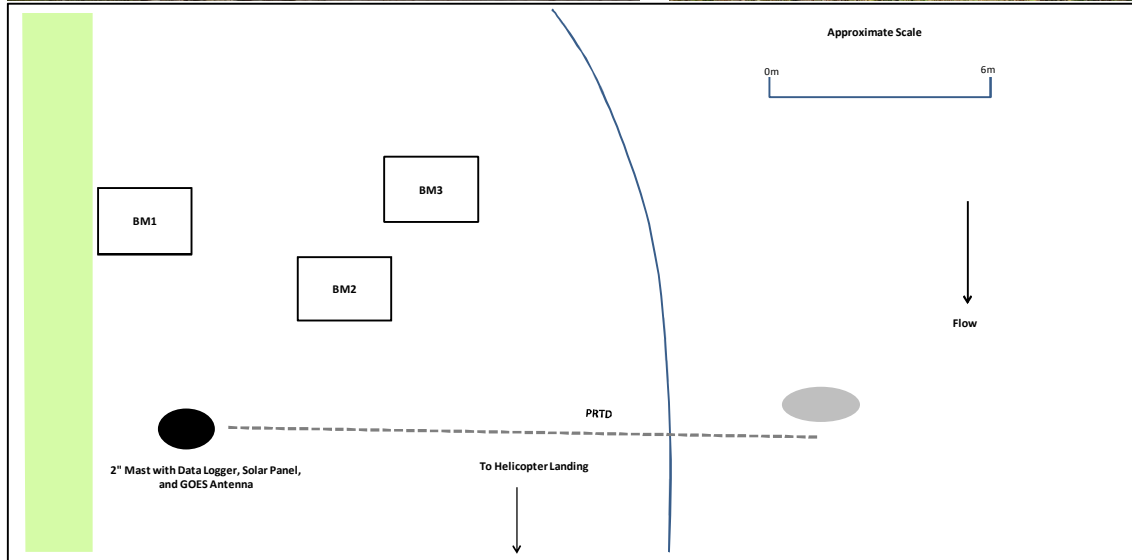 Approximate Scale
0m
6m
BM3
BM1
BM2
Flow
PRTD
2" Mast with Data Logger, Solar Panel,
and GOES Antenna
To Helicopter Landing